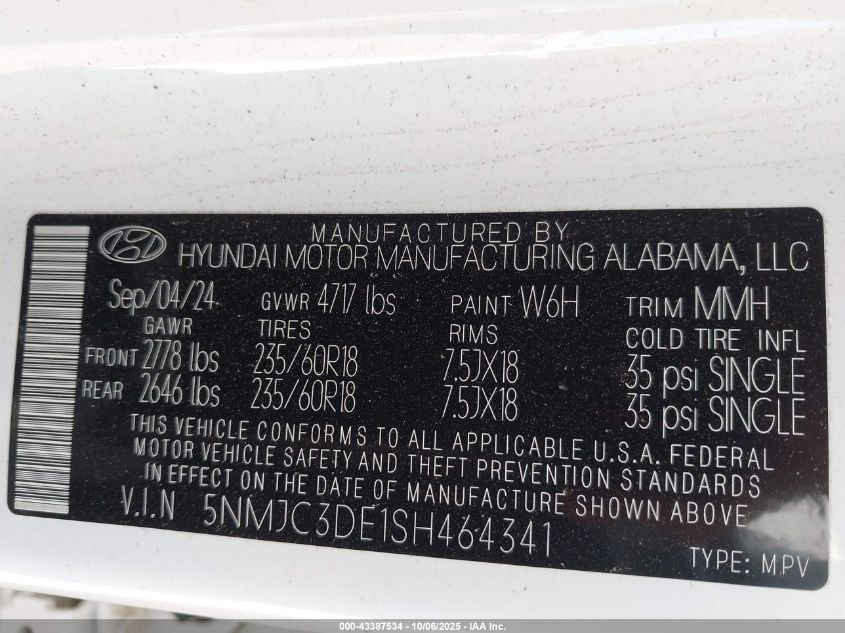 MANUFACTURED BY
HYUNDAI MOTOR MANUFACTURING ALABAMA, LLC
Sep/04/24 GVWR 4717 lbs PAINT W6H TRIM MMH
GAWR TIRES RIMS COLD TIRE INFL
FRONT 2778 lbs 235/60R18 7.5JX18 35 psi SINGLE
REAR 2646 lbs 235/60R18 7.5JX18 35 psi SINGLE
THIS VEHICLE CONFORMS TO ALL APPLICABLE U.S.A. FEDERAL
MOTOR VEHICLE SAFETY AND THEFT PREVENTION STANDARDS
IN EFFECT ON THE DATE OF MANUFACTURE SHOWN ABOVE
V.I.N 5NMJC3DE1SH464341
TYPE: MPV
000-43387534 - 10/06/2025 - IAA Inc.